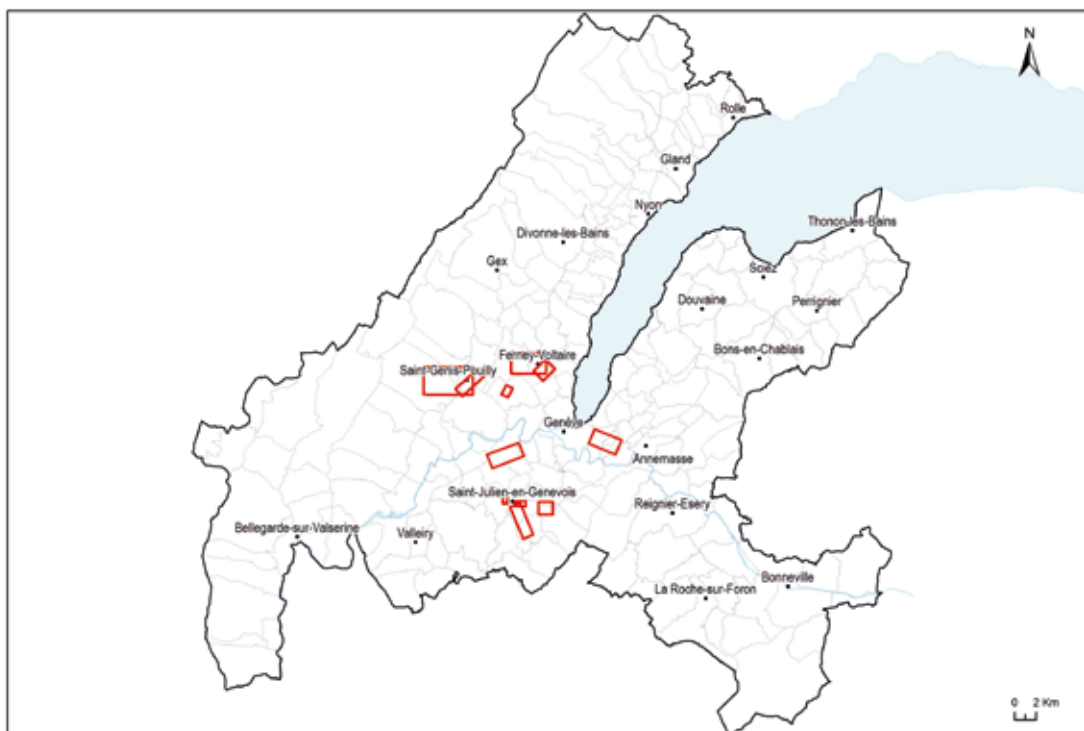 N
Rolle
Gland
Nyon
Thonon-les-Bains
Divonne-les-Bains
Gex
Sciez
Douvaine
Perrignier
Ferney-Voltaire
Bons-en-Chablais
Saint-Genis-Pouilly
Genève
Annemasse
Saint-Julien-en-Genevois
Reignier-Esery
Bellegarde-sur-Valserine
Valleiry
Bonneville
La Roche-sur-Foron
0 2 Km